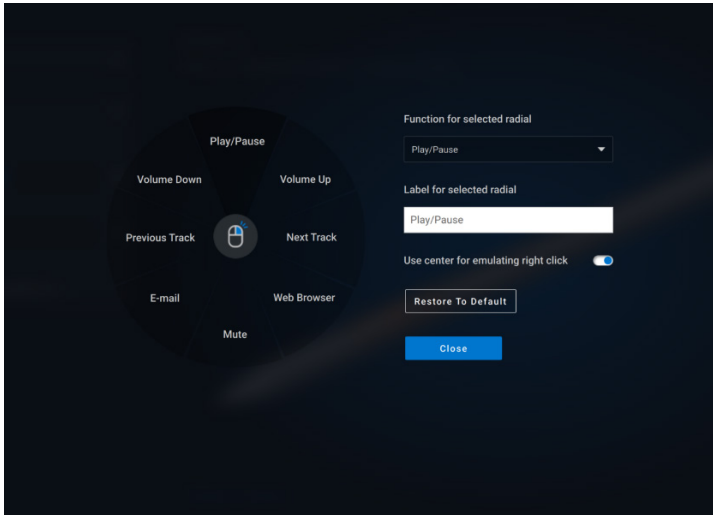 Function for selected radial
Play/Pause
Play/Pause
Volume Down
Volume Up
Label for selected radial
Play/Pause
Previous Track
Next Track
Use center for emulating right click
E-mail
Web Browser
Restore To Default
Mute
Close